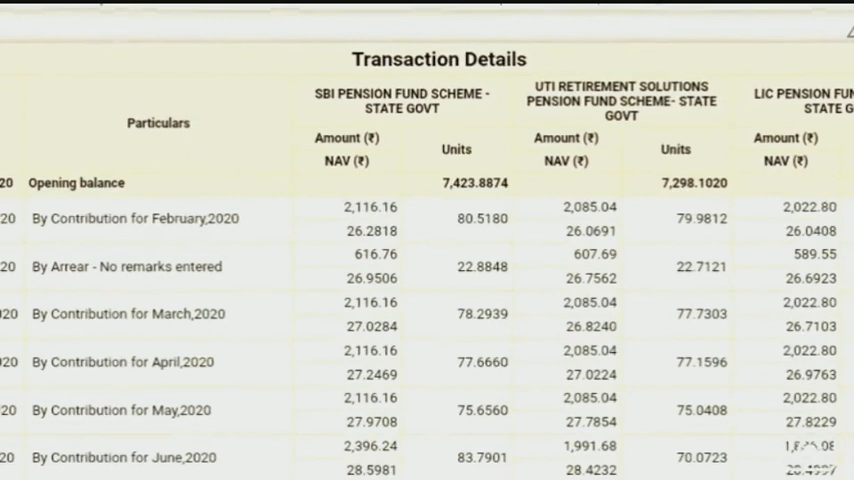 Transaction Details
Particulars
SBI PENSION FUND SCHEME -
STATE GOVT
UTI RETIREMENT SOLUTIONS
PENSION FUND SCHEME- STATE
GOVT
LIC PENSION FUN
STATE G
Amount (₹)
NAV (₹)
Units
Amount (₹)
NAV (₹)
Units
Amount (₹)
NAV (₹)
20 Opening balance 7,423.8874 7,298.1020
2,116.16 2,085.04 2,022.80
20 By Contribution for February,2020 80.5180 79.9812
26.2818 26.0691 26.0408
616.76 607.69 589.55
20 By Arrear - No remarks entered 22.8848 22.7121
26.9506 26.7562 26.6923
2,116.16 2,085.04 2,022.80
020 By Contribution for March,2020 78.2939 77.7303
27.0284 26.8240 26.7103
2,116.16 2,085.04 2,022.80
020 By Contribution for April,2020 77.6660 77.1596
27.2469 27.0224 26.9763
2,116.16 2,085.04 2,022.80
20 By Contribution for May,2020 75.6560 75.0408
27.9708 27.7854 27.8229
2,396.24 1,991.68
20 By Contribution for June,2020 83.7901 70.0723
28.5981 28.4232